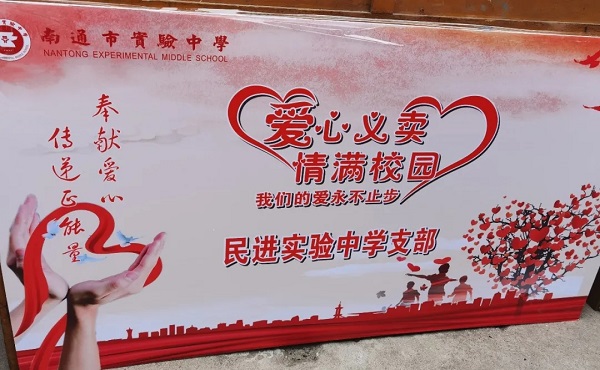 南通市實驗中學
NANTONG EXPERIMENTAL MIDDLE SCHOOL
奉献爱心
传递正能量
爱心义卖
情满校园
我们的爱永不止步
民进实验中学支部